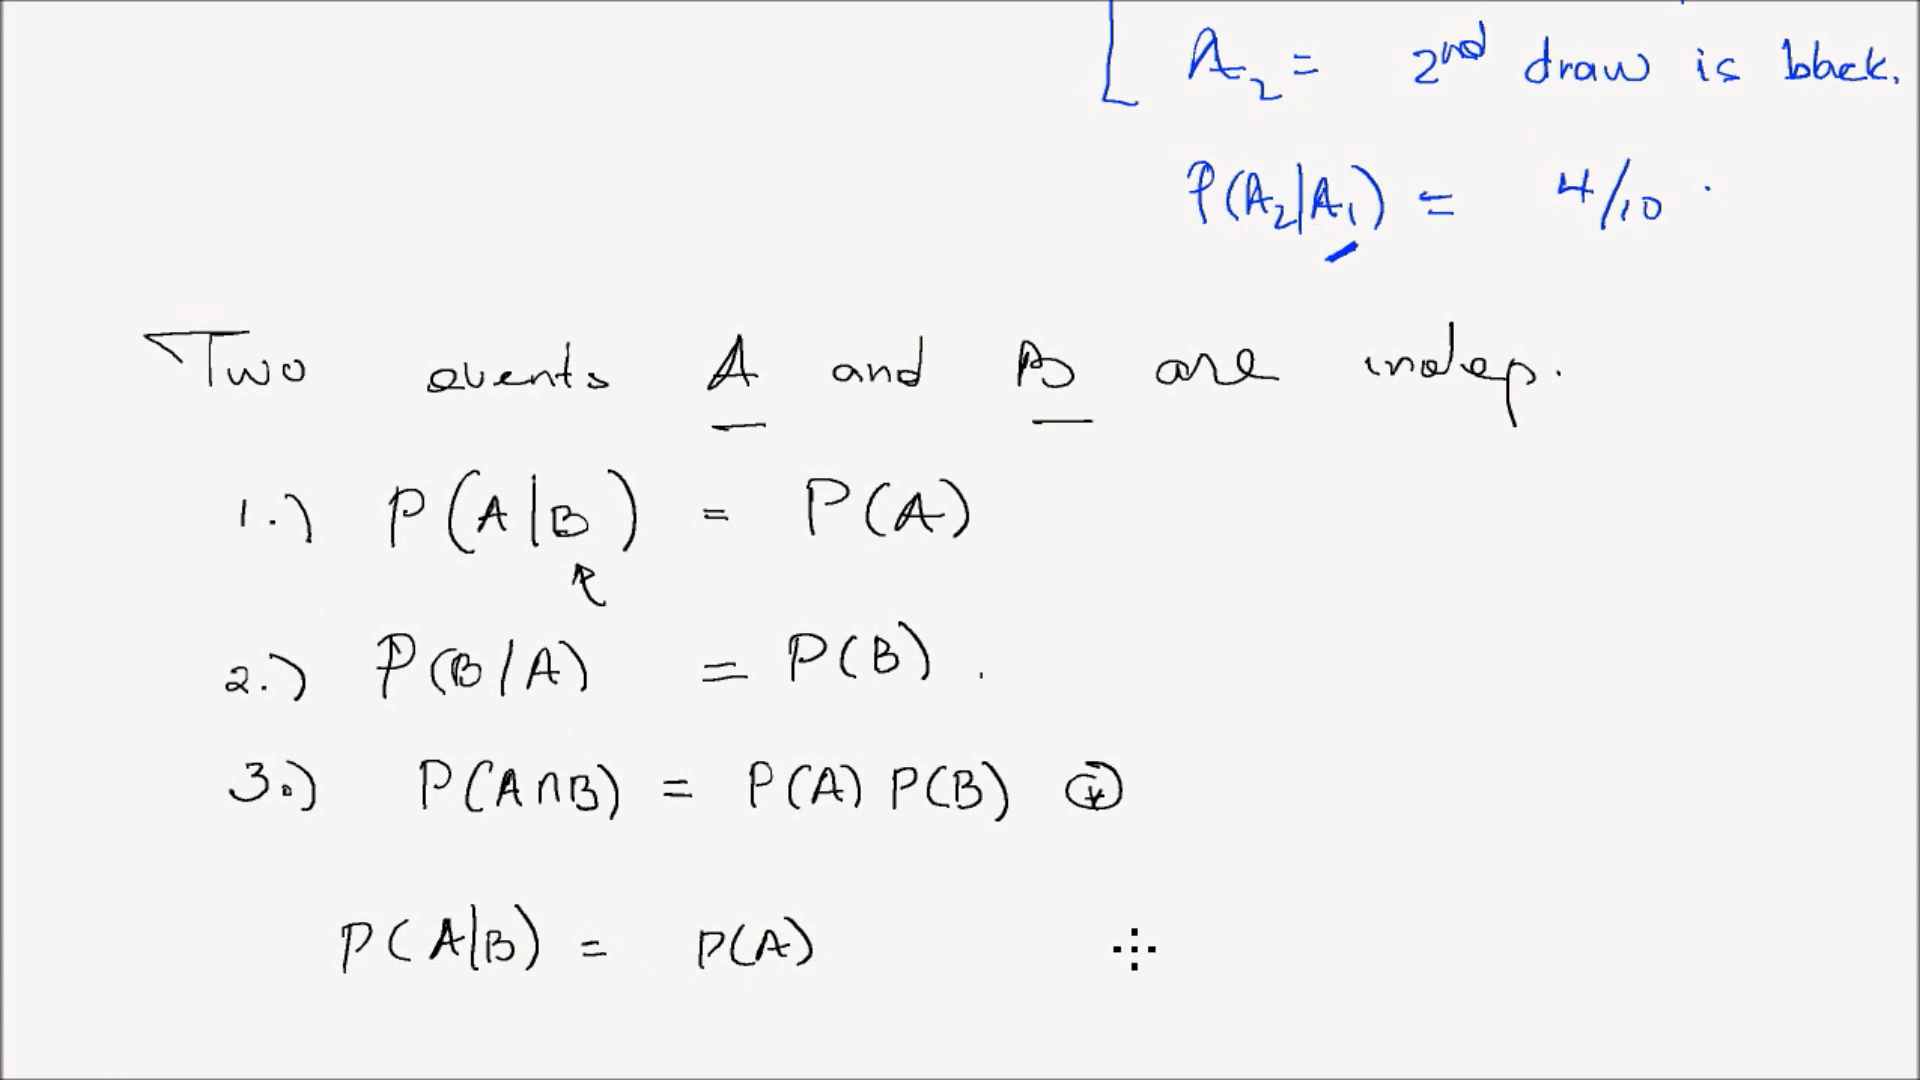 A₂ = 2nd draw is black.
P(A₂|A₁) = 4/10.
Two events A and B are indep.
1.) P(A|B) = P(A)
2.) P(B/A) = P(B).
3.) P(A∩B) = P(A) P(B) ⊛
P(A|B) = P(A)